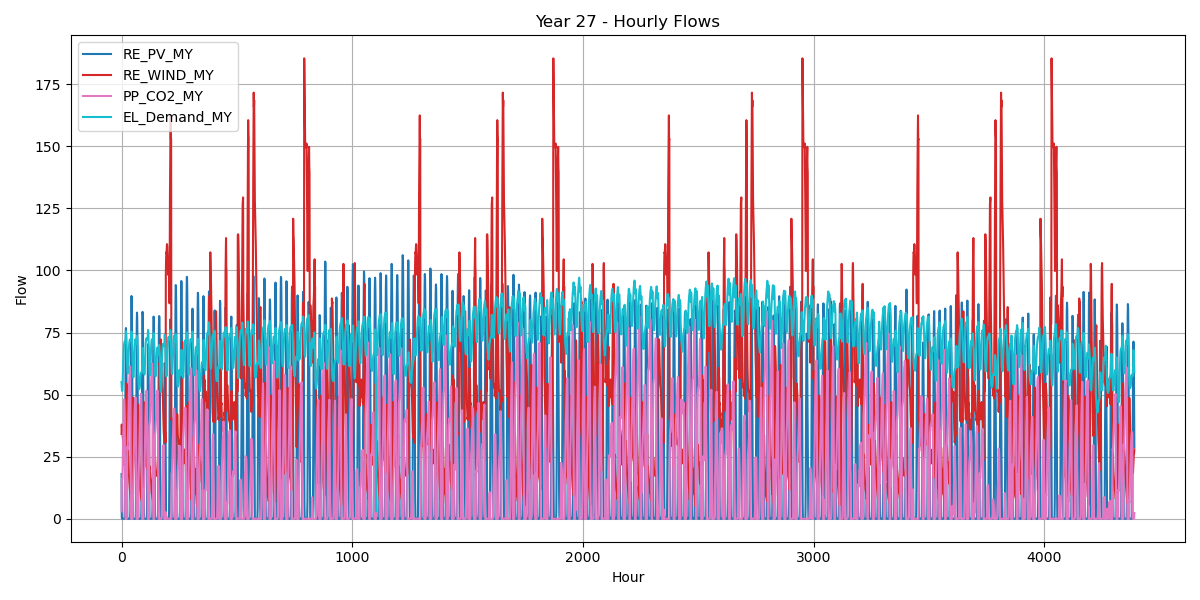 Year 27 - Hourly Flows
RE_PV_MY
RE_WIND_MY
PP_CO2_MY
EL_Demand_MY
175
150
125
100
75
50
25
0
Flow
0 1000 2000 3000 4000
Hour